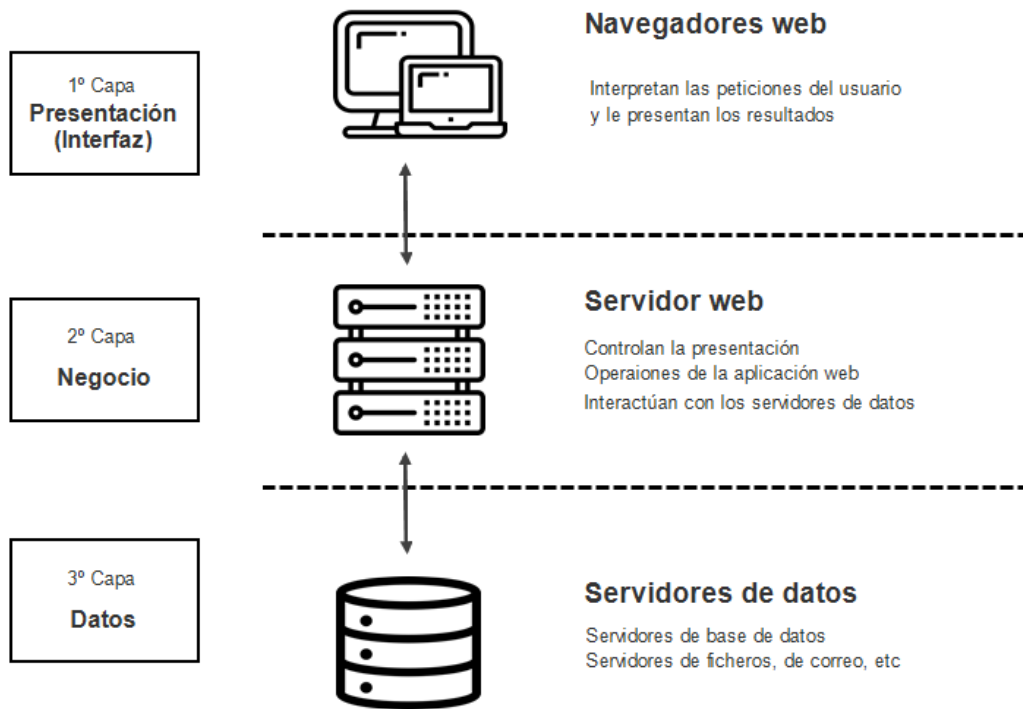 Navegadores web
1º Capa
Presentación
(Interfaz)
Interpretan las peticiones del usuario
y le presentan los resultados
Servidor web
2º Capa
Negocio
Controlan la presentación
Operaiones de la aplicación web
Interactúan con los servidores de datos
3º Capa
Datos
Servidores de datos
Servidores de base de datos
Servidores de ficheros, de correo, etc